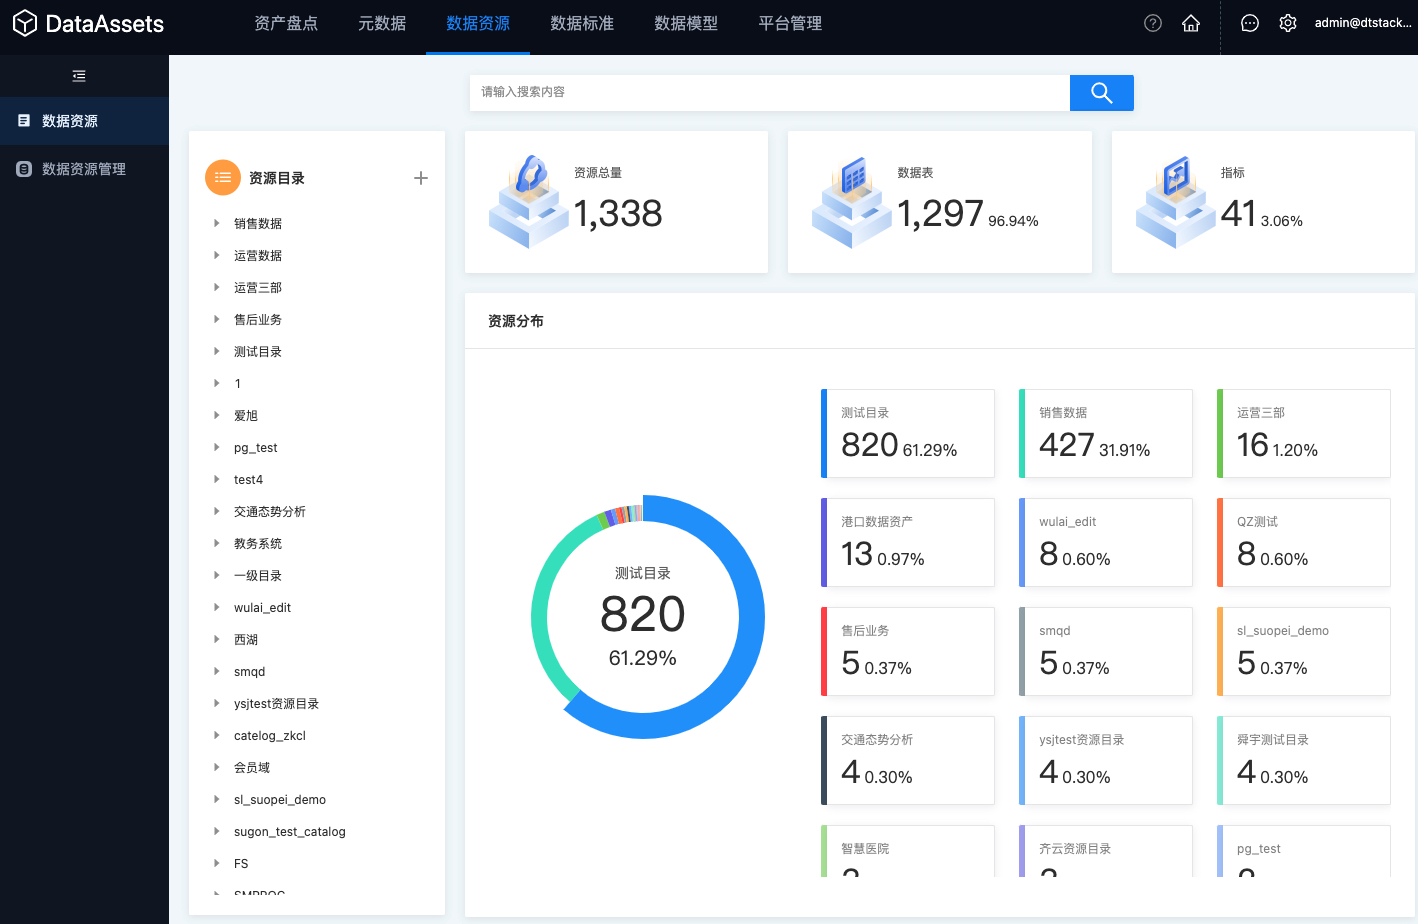 DataAssets
资产盘点 元数据 数据资源 数据标准 数据模型 平台管理
admin@dtstack...
数据资源
数据资源管理
请输入搜索内容
资源目录
销售数据
运营数据
运营三部
售后业务
测试目录
1
爱旭
pg_test
test4
交通态势分析
教务系统
一级目录
wulai_edit
西湖
smqd
ysjtest资源目录
catelog_zkcl
会员域
sl_suopei_demo
sugon_test_catalog
FS
资源总量
1,338
数据表
1,297 96.94%
指标
41 3.06%
资源分布
测试目录
820
61.29%
测试目录
820 61.29%
销售数据
427 31.91%
运营三部
16 1.20%
港口数据资产
13 0.97%
wulai_edit
8 0.60%
QZ测试
8 0.60%
售后业务
5 0.37%
smqd
5 0.37%
sl_suopei_demo
5 0.37%
交通态势分析
4 0.30%
ysjtest资源目录
4 0.30%
舜宇测试目录
4 0.30%
智慧医院
齐云资源目录
pg_test